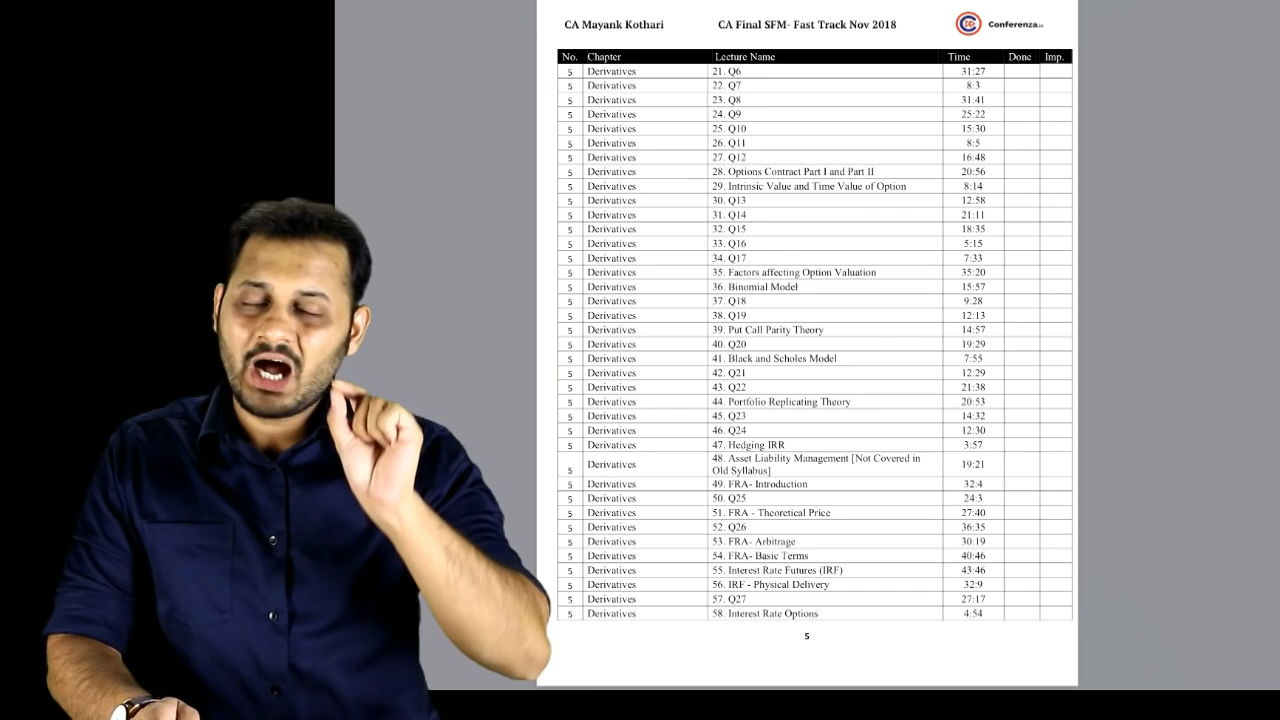 CA Mayank Kothari CA Final SFM- Fast Track Nov 2018 Conferenza.in
No. Chapter Lecture Name Time Done Imp.
5 Derivatives 21. Q6 31:27
5 Derivatives 22. Q7 8:3
5 Derivatives 23. Q8 31:41
5 Derivatives 24. Q9 25:22
5 Derivatives 25. Q10 15:30
5 Derivatives 26. Q11 8:5
5 Derivatives 27. Q12 16:48
5 Derivatives 28. Options Contract Part I and Part II 20:56
5 Derivatives 29. Intrinsic Value and Time Value of Option 8:14
5 Derivatives 30. Q13 12:58
5 Derivatives 31. Q14 21:11
5 Derivatives 32. Q15 18:35
5 Derivatives 33. Q16 5:15
5 Derivatives 34. Q17 7:33
5 Derivatives 35. Factors affecting Option Valuation 35:20
5 Derivatives 36. Binomial Model 15:57
5 Derivatives 37. Q18 9:28
5 Derivatives 38. Q19 12:13
5 Derivatives 39. Put Call Parity Theory 14:57
5 Derivatives 40. Q20 19:29
5 Derivatives 41. Black and Scholes Model 7:55
5 Derivatives 42. Q21 12:29
5 Derivatives 43. Q22 21:38
5 Derivatives 44. Portfolio Replicating Theory 20:53
5 Derivatives 45. Q23 14:32
5 Derivatives 46. Q24 12:30
5 Derivatives 47. Hedging IRR 3:57
5 Derivatives 48. Asset Liability Management [Not Covered in
Old Syllabus] 19:21
5 Derivatives 49. FRA- Introduction 32:4
5 Derivatives 50. Q25 24:3
5 Derivatives 51. FRA - Theoretical Price 27:40
5 Derivatives 52. Q26 36:35
5 Derivatives 53. FRA- Arbitrage 30:19
5 Derivatives 54. FRA- Basic Terms 40:46
5 Derivatives 55. Interest Rate Futures (IRF) 43:46
5 Derivatives 56. IRF - Physical Delivery 32:9
5 Derivatives 57. Q27 27:17
5 Derivatives 58. Interest Rate Options 4:54
5